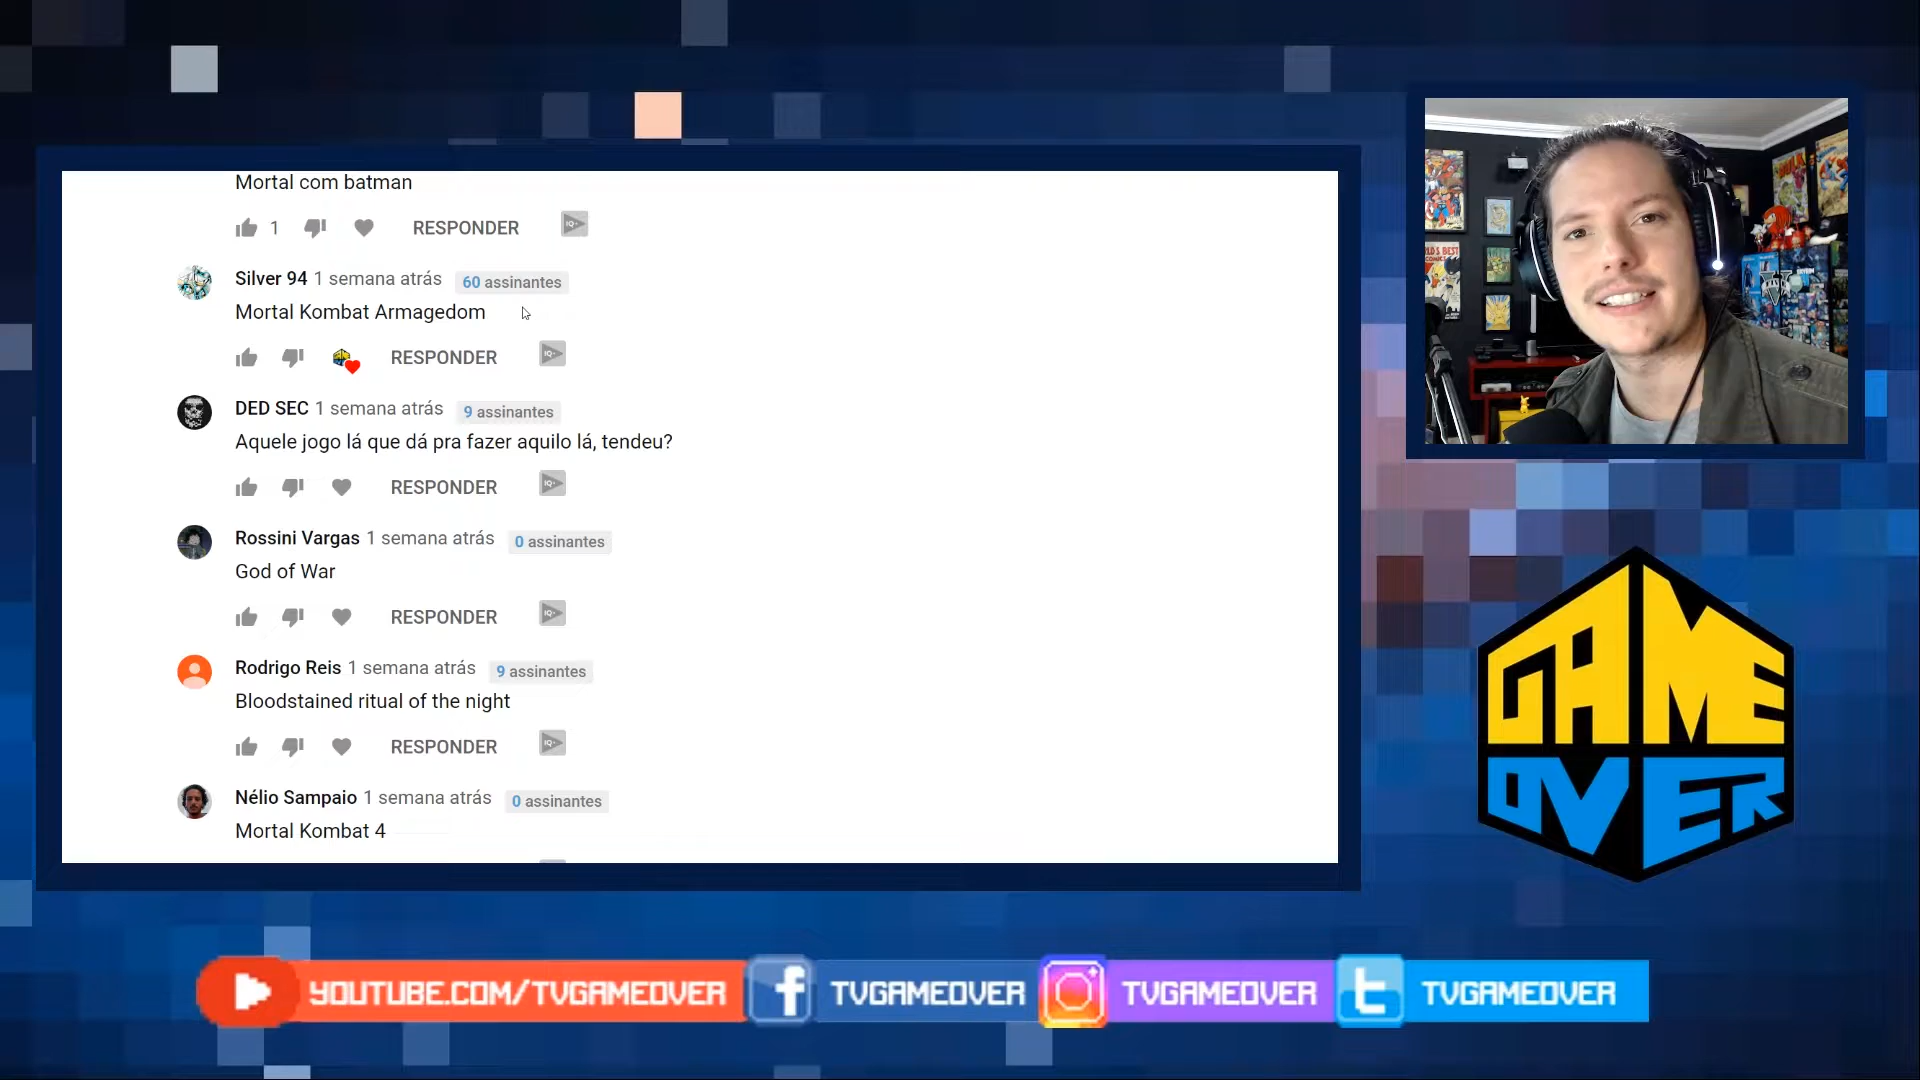 Mortal com batman
1 RESPONDER
Silver 94 1 semana atrás 60 assinantes
Mortal Kombat Armagedom
RESPONDER
DED SEC 1 semana atrás 9 assinantes
Aquele jogo lá que dá pra fazer aquilo lá, tendeu?
RESPONDER
Rossini Vargas 1 semana atrás 0 assinantes
God of War
RESPONDER
Rodrigo Reis 1 semana atrás 9 assinantes
Bloodstained ritual of the night
RESPONDER
Nélio Sampaio 1 semana atrás 0 assinantes
Mortal Kombat 4
GAME
OVER
YOUTUBE.COM/TVGAMEOVER TVGAMEOVER TVGAMEOVER TVGAMEOVER